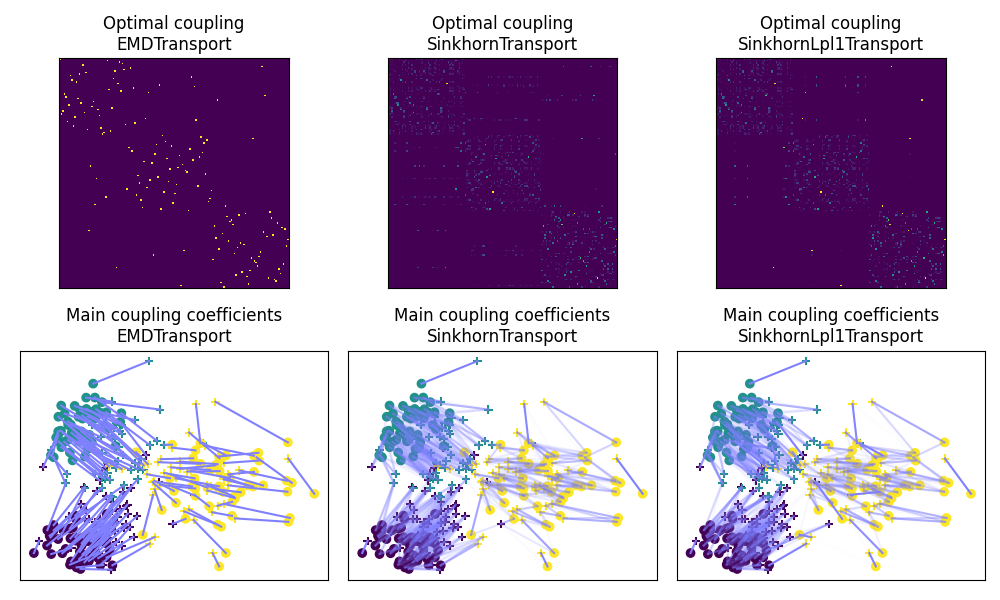 Optimal coupling
EMDTransport
Optimal coupling
SinkhornTransport
Optimal coupling
SinkhornLpl1Transport
Main coupling coefficients
EMDTransport
Main coupling coefficients
SinkhornTransport
Main coupling coefficients
SinkhornLpl1Transport